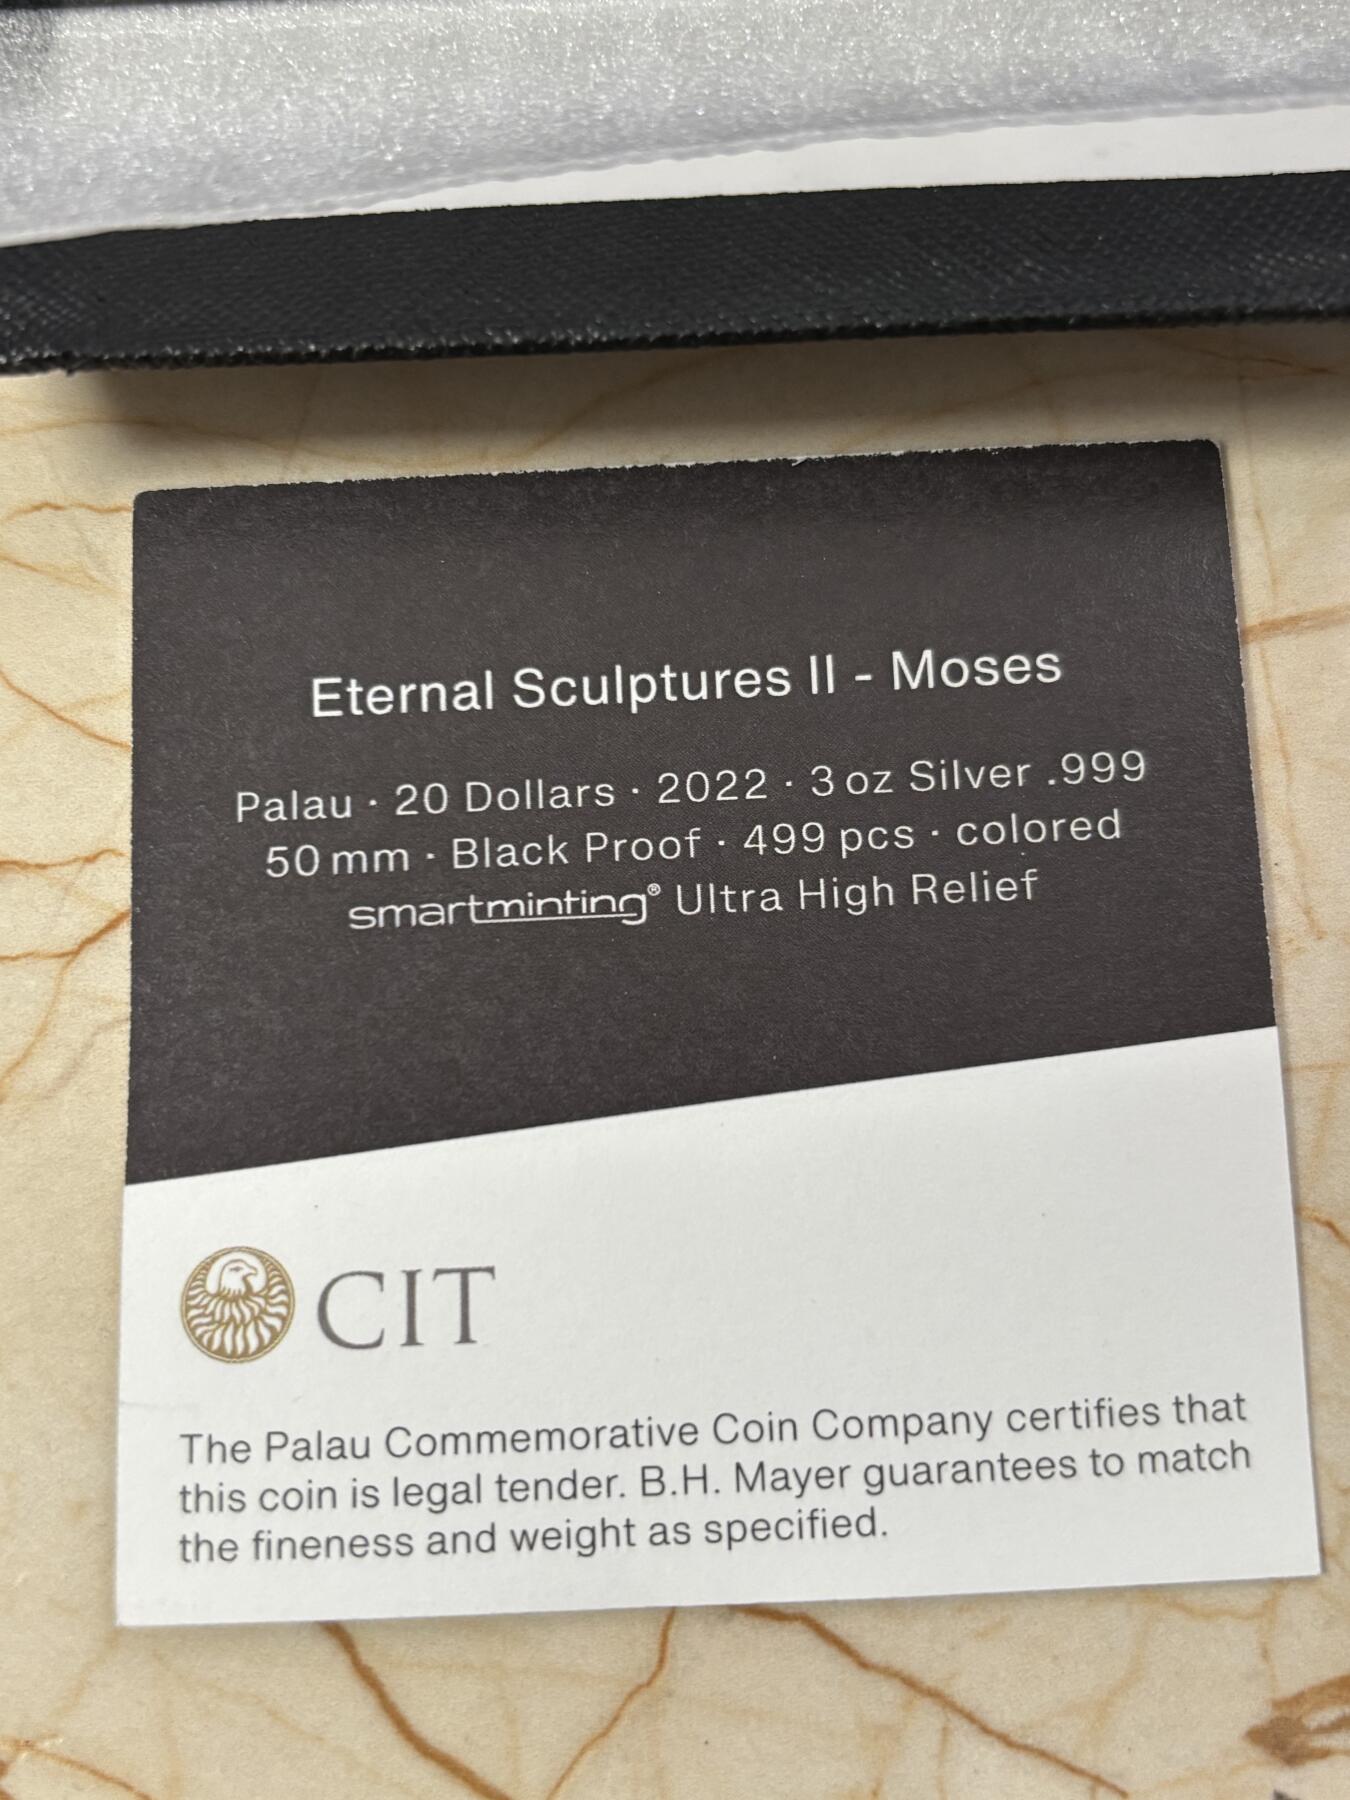 Eternal Sculptures II - Moses
Palau · 20 Dollars · 2022 · 3 oz Silver .999
50 mm · Black Proof · 499 pcs · colored
smartminting® Ultra High Relief
CIT
The Palau Commemorative Coin Company certifies that
this coin is legal tender. B.H. Mayer guarantees to match
the fineness and weight as specified.